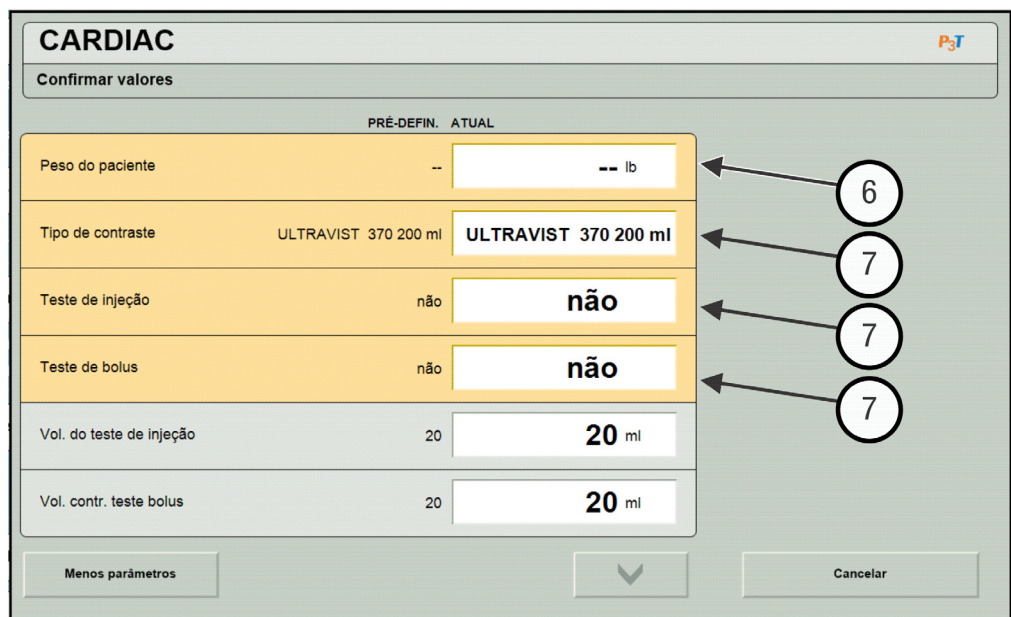 CARDIAC
P3T
Confirmar valores
PRÉ-DEFIN. ATUAL
Peso do paciente -- -- lb
6
Tipo de contraste ULTRAVIST 370 200 ml ULTRAVIST 370 200 ml
7
Teste de injeção não não
7
Teste de bolus não não
7
Vol. do teste de injeção 20 20 ml
Vol. contr. teste bolus 20 20 ml
Menos parâmetros
Cancelar